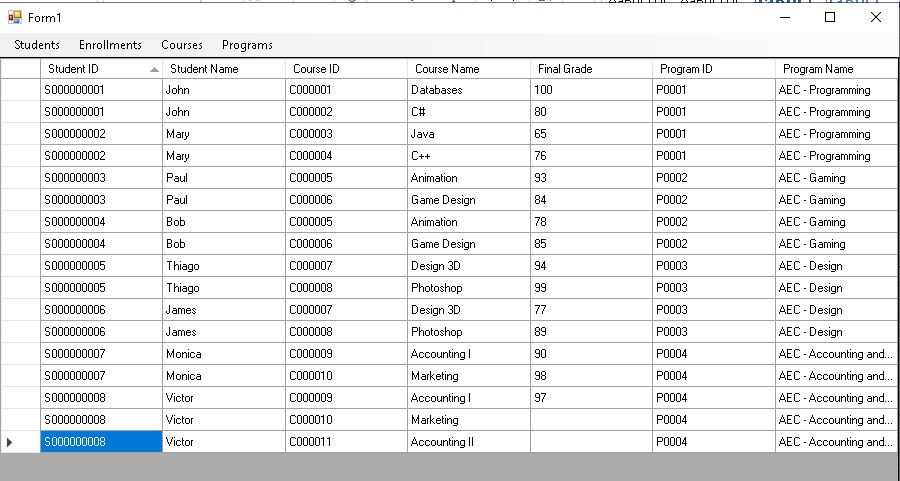 Form1
Students Enrollments Courses Programs
Student ID Student Name Course ID Course Name Final Grade Program ID Program Name
S000000001 John C000001 Databases 100 P0001 AEC - Programming
S000000001 John C000002 C# 80 P0001 AEC - Programming
S000000002 Mary C000003 Java 65 P0001 AEC - Programming
S000000002 Mary C000004 C++ 76 P0001 AEC - Programming
S000000003 Paul C000005 Animation 93 P0002 AEC - Gaming
S000000003 Paul C000006 Game Design 84 P0002 AEC - Gaming
S000000004 Bob C000005 Animation 78 P0002 AEC - Gaming
S000000004 Bob C000006 Game Design 85 P0002 AEC - Gaming
S000000005 Thiago C000007 Design 3D 94 P0003 AEC - Design
S000000005 Thiago C000008 Photoshop 99 P0003 AEC - Design
S000000006 James C000007 Design 3D 77 P0003 AEC - Design
S000000006 James C000008 Photoshop 89 P0003 AEC - Design
S000000007 Monica C000009 Accounting I 90 P0004 AEC - Accounting and...
S000000007 Monica C000010 Marketing 98 P0004 AEC - Accounting and...
S000000008 Victor C000009 Accounting I 97 P0004 AEC - Accounting and...
S000000008 Victor C000010 Marketing P0004 AEC - Accounting and...
S000000008 Victor C000011 Accounting II P0004 AEC - Accounting and...